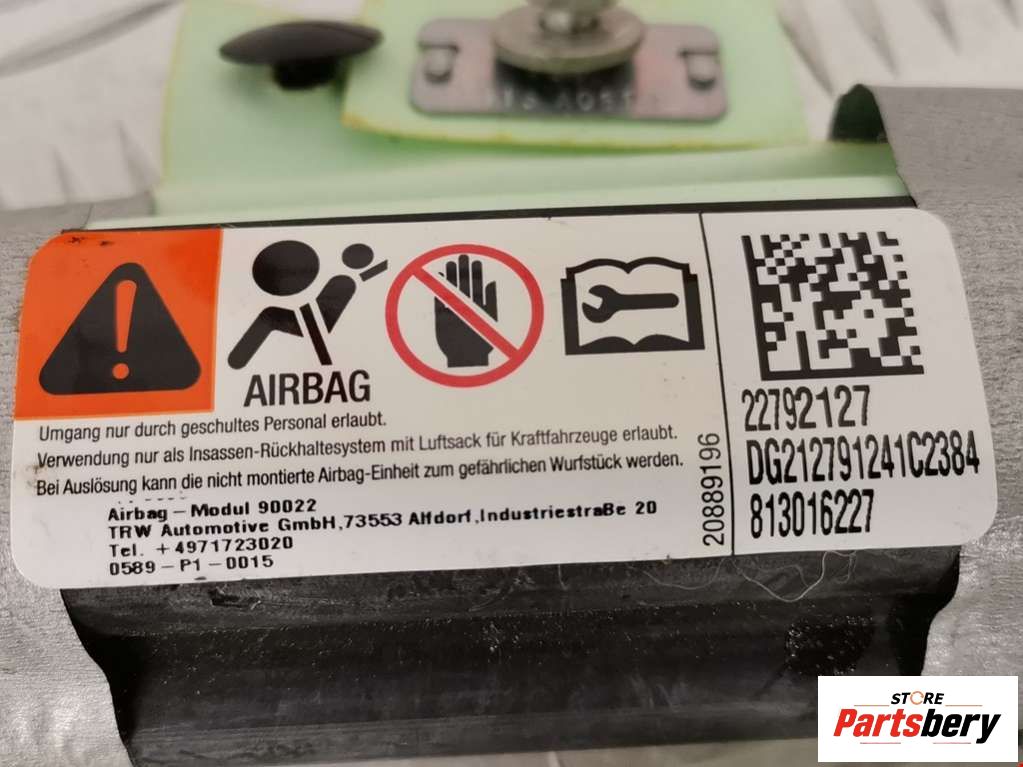 AIRBAG
Umgang nur durch geschultes Personal erlaubt.
Verwendung nur als Insassen-Rückhaltesystem mit Luftsack für Kraftfahrzeuge erlaubt.
Bei Auslösung kann die nicht montierte Airbag-Einheit zum gefährlichen Wurfstück werden.
Airbag - Modul 90022
TRW Automotive GmbH,73553 Alfdorf,Industriestraße 20
Tel. +4971723020
0589 - P1 - 0015
20889196
22792127
DG212791241C2384
813016227
STORE
Partsbery